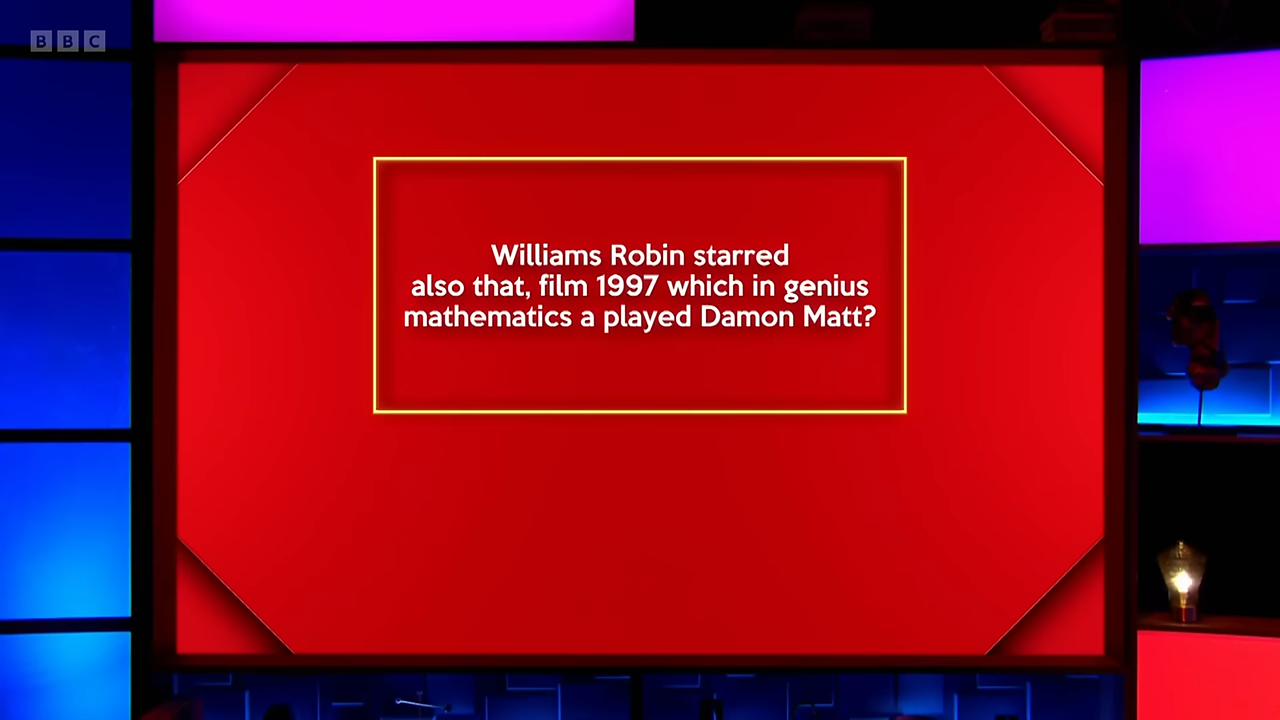 BBC
Williams Robin starred
also that, film 1997 which in genius
mathematics a played Damon Matt?